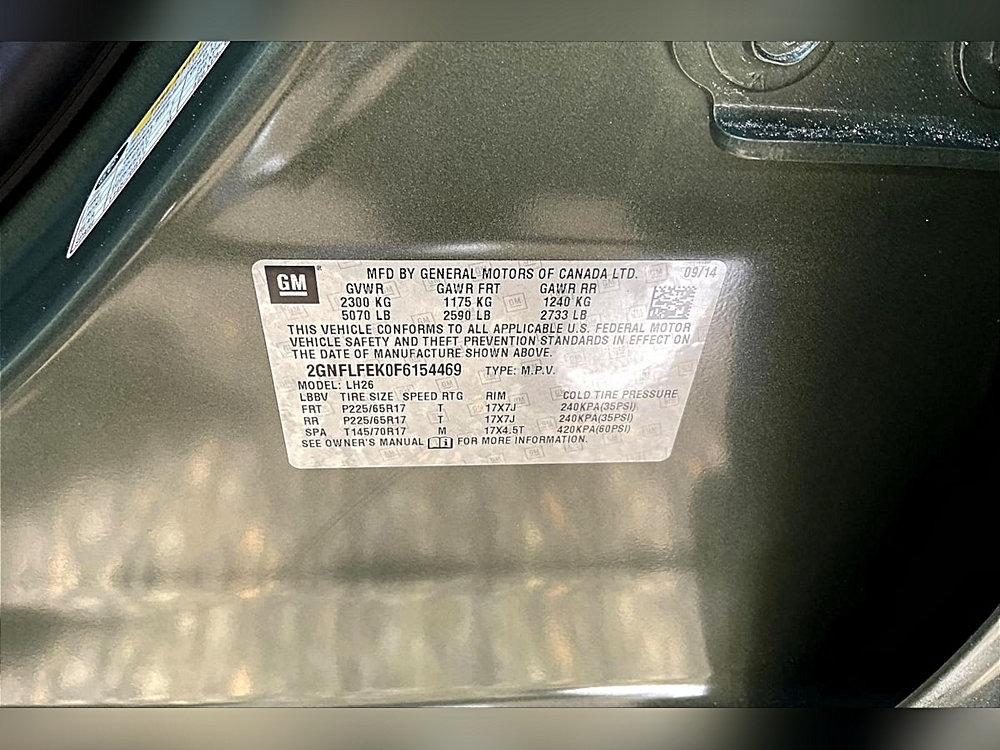 GM MFD BY GENERAL MOTORS OF CANADA LTD. 09/14
GVWR GAWR FRT GAWR RR
2300 KG 1175 KG 1240 KG
5070 LB 2590 LB 2733 LB
THIS VEHICLE CONFORMS TO ALL APPLICABLE U.S. FEDERAL MOTOR
VEHICLE SAFETY AND THEFT PREVENTION STANDARDS IN EFFECT ON
THE DATE OF MANUFACTURE SHOWN ABOVE.
2GNFLFEK0F6154469 TYPE: M.P.V.
MODEL: LH26
LBBV TIRE SIZE SPEED RTG RIM COLD TIRE PRESSURE
FRT P225/65R17 T 17X7J 240KPA(35PSI)
RR P225/65R17 T 17X7J 240KPA(35PSI)
SPA T145/70R17 M 17X4.5T 420KPA(60PSI)
SEE OWNER'S MANUAL FOR MORE INFORMATION.